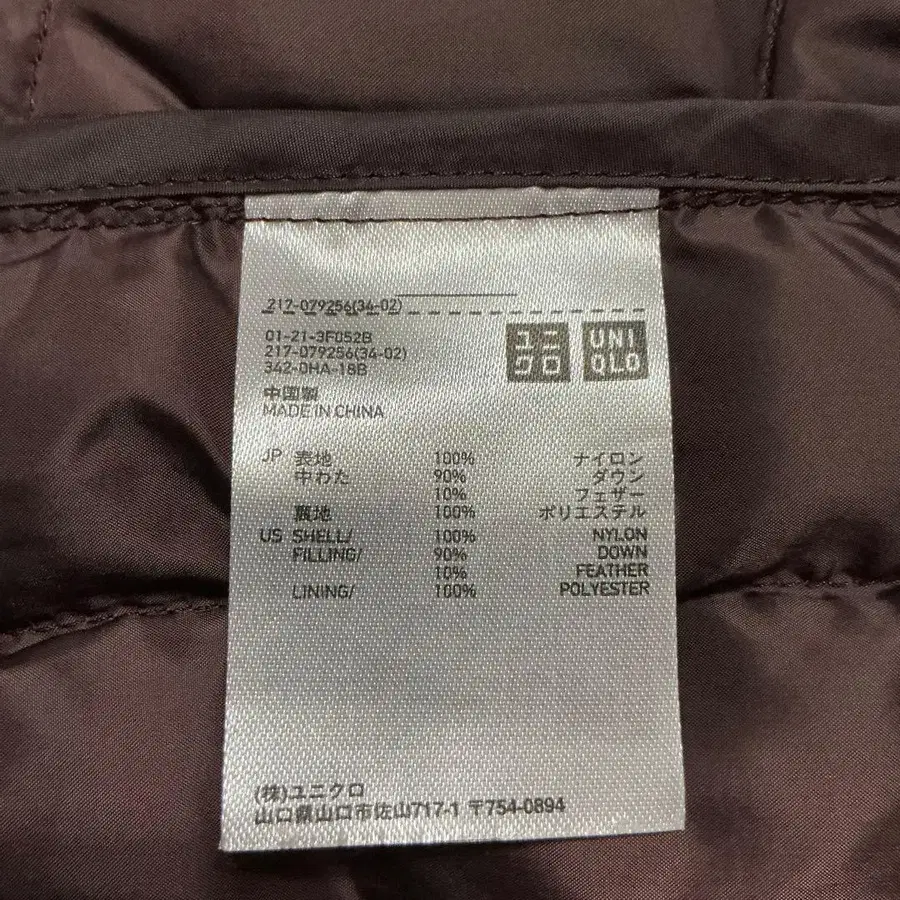 217-079256(34-02)
ユニ
クロ
UNI
QLO
01-21-3F052B
217-079256(34-02)
342-0HA-18B
中国製
MADE IN CHINA
JP 表地 100% ナイロン
中わた 90% ダウン
10% フェザー
裏地 100% ポリエステル
US SHELL/ 100% NYLON
FILLING/ 90% DOWN
10% FEATHER
LINING/ 100% POLYESTER
(株)ユニクロ
山口県山口市佐山717-1 〒754-0894